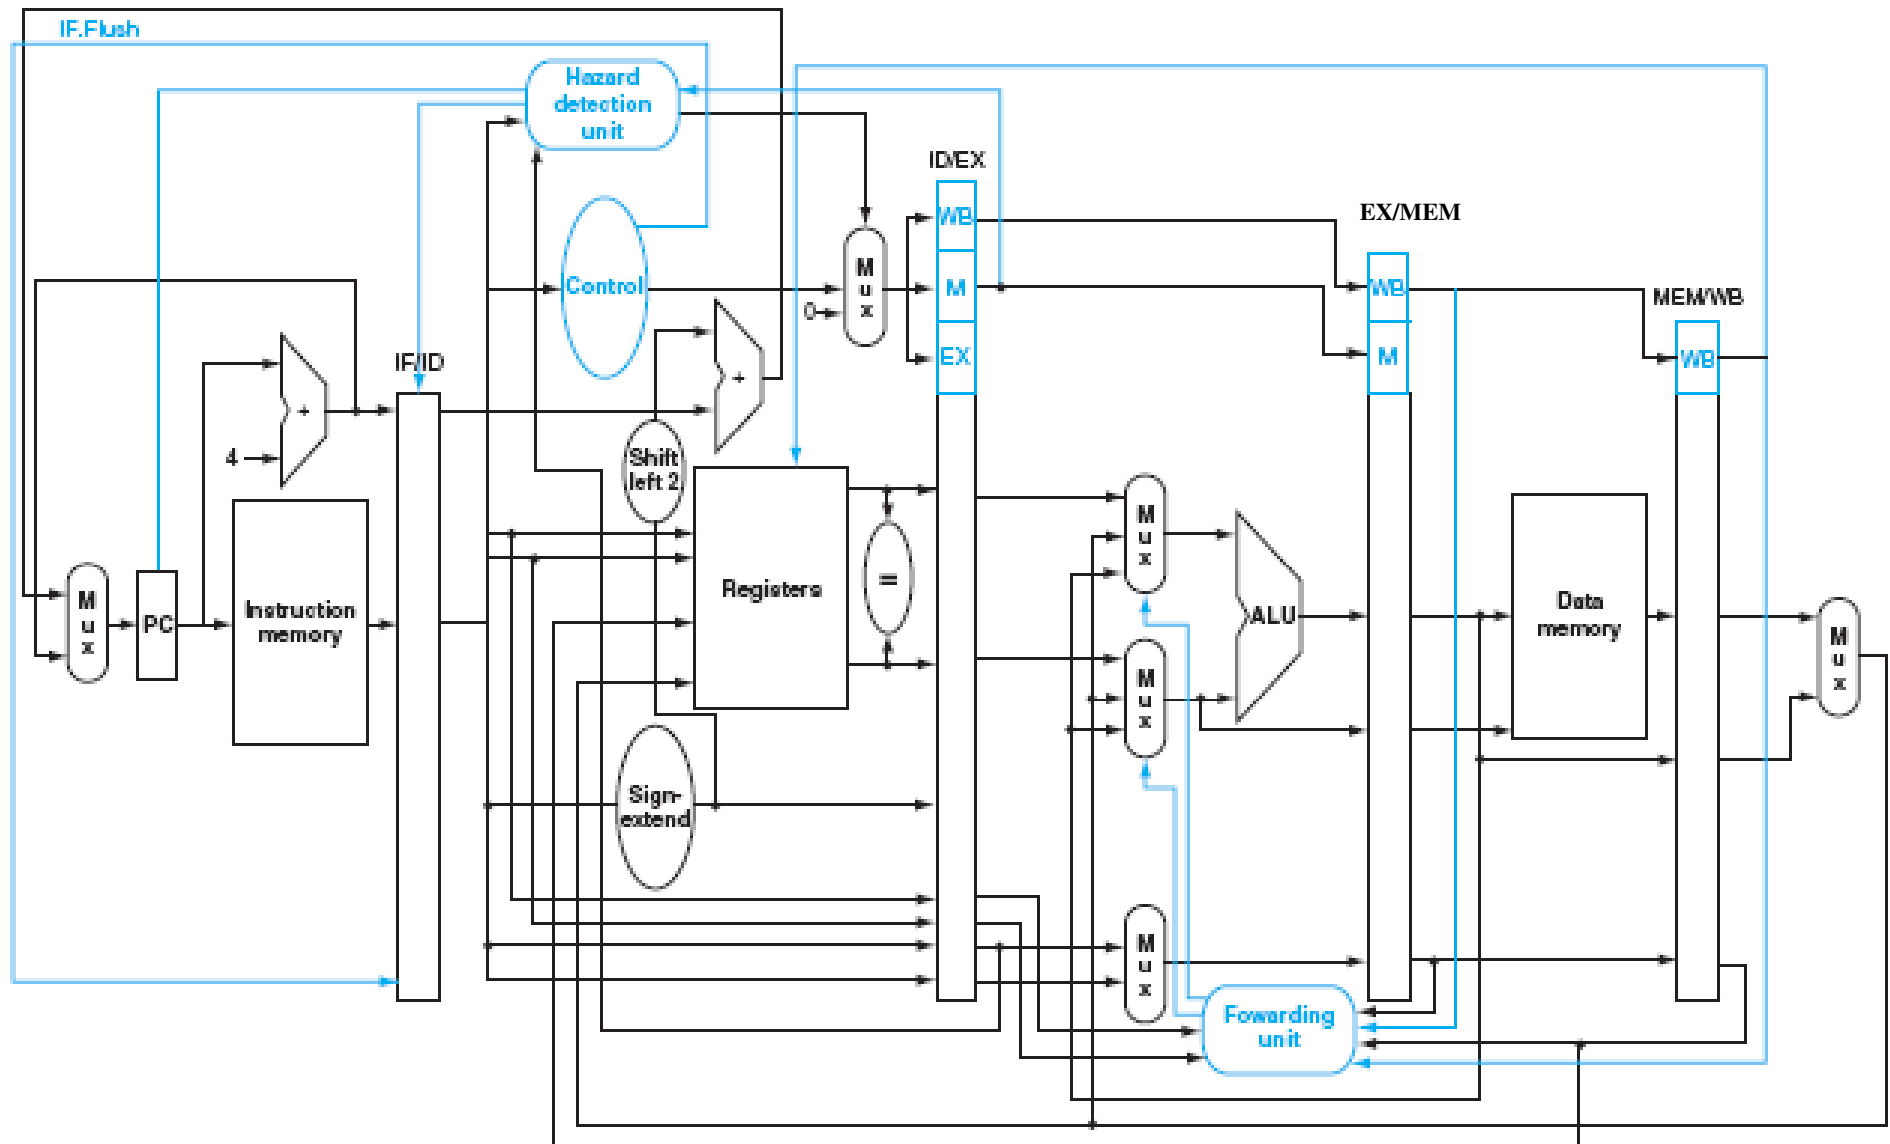 IF.Flush
Hazard
detection
unit
ID/EX
WB
EX/MEM
Control
M
u
x
M
WB
MEM/WB
0
EX
M
WB
IF/ID
+
+
4
Shift
left 2
M
u
x
PC
Instruction
memory
Registers
=
M
u
x
ALU
Data
memory
M
u
x
M
u
x
Sign-
extend
M
u
x
Fowarding
unit